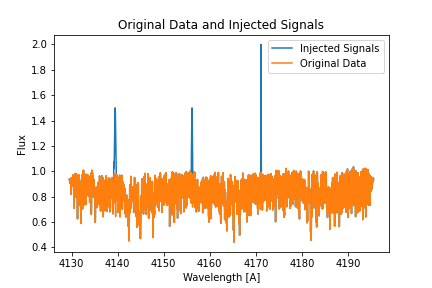 Original Data and Injected Signals
Injected Signals
Original Data
Flux
2.0
1.8
1.6
1.4
1.2
1.0
0.8
0.6
0.4
4130 4140 4150 4160 4170 4180 4190
Wavelength [A]